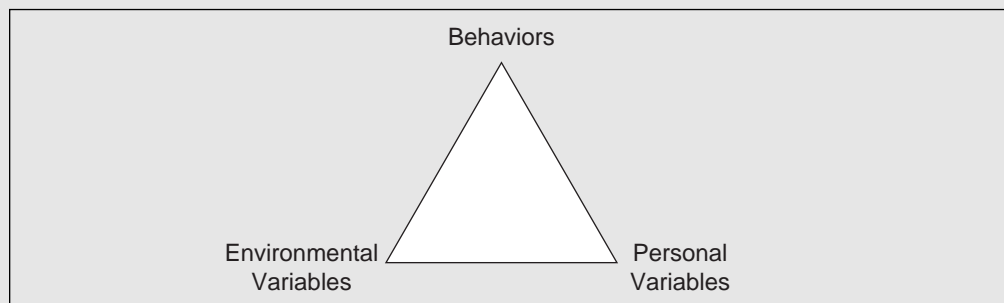 Behaviors
Environmental
Variables
Personal
Variables